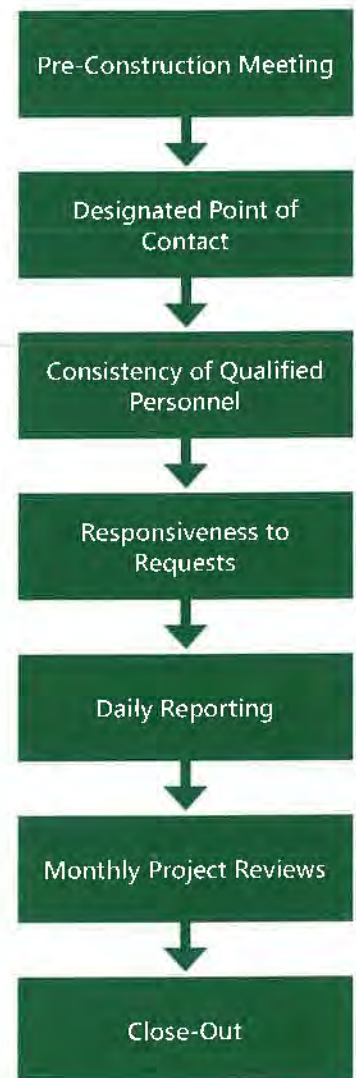 Pre-Construction Meeting
Designated Point of
Contact
Consistency of Qualified
Personnel
Responsiveness to
Requests
Daily Reporting
Monthly Project Reviews
Close-Out